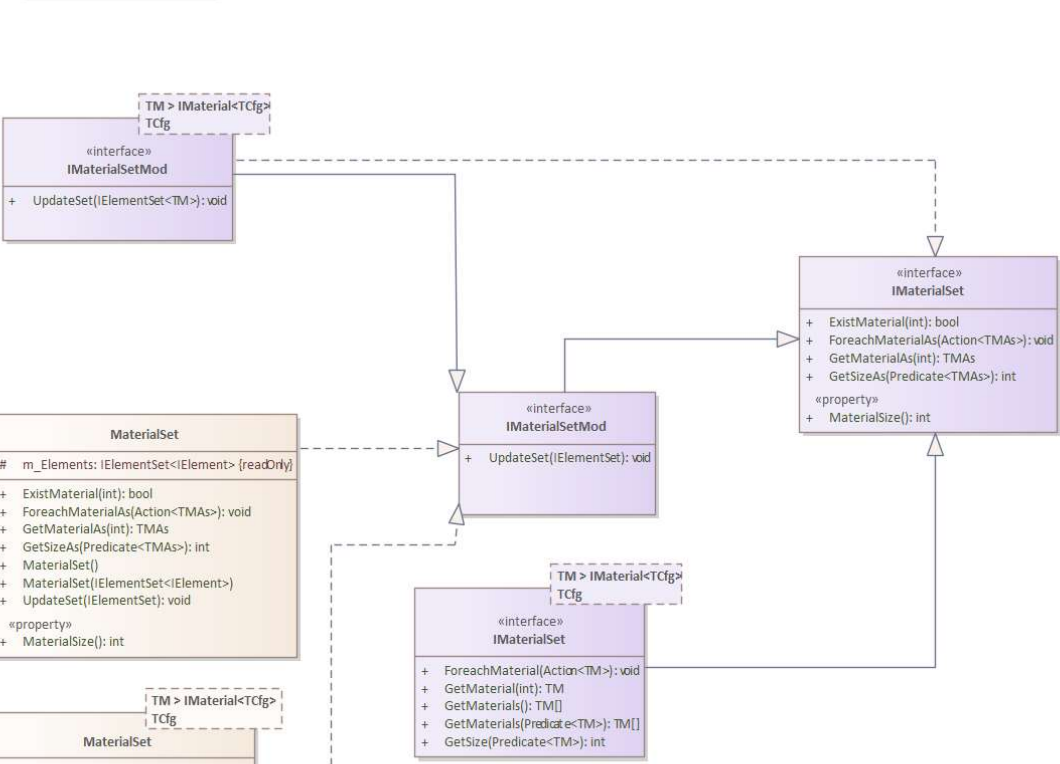 TM > IMaterial<TCfg>
TCfg
«interface»
IMaterialSetMod
+ UpdateSet(IElementSet<TM>): void
«interface»
IMaterialSet
+ ExistMaterial(int): bool
+ ForeachMaterialAs(Action<TMAs>): void
+ GetMaterialAs(int): TMAs
+ GetSizeAs(Predicate<TMAs>): int
«property»
+ MaterialSize(): int
«interface»
IMaterialSetMod
+ UpdateSet(IElementSet): void
MaterialSet
# m_Elements: IElementSet<IElement> {readOnly}
+ ExistMaterial(int): bool
+ ForeachMaterialAs(Action<TMAs>): void
+ GetMaterialAs(int): TMAs
+ GetSizeAs(Predicate<TMAs>): int
+ MaterialSet()
+ MaterialSet(IElementSet<IElement>)
+ UpdateSet(IElementSet): void
«property»
+ MaterialSize(): int
TM > IMaterial<TCfg>
TCfg
«interface»
IMaterialSet
+ ForeachMaterial(Action<TM>): void
+ GetMaterial(int): TM
+ GetMaterials(): TM[]
+ GetMaterials(Predicate<TM>): TM[]
+ GetSize(Predicate<TM>): int
TM > IMaterial<TCfg>
TCfg
MaterialSet